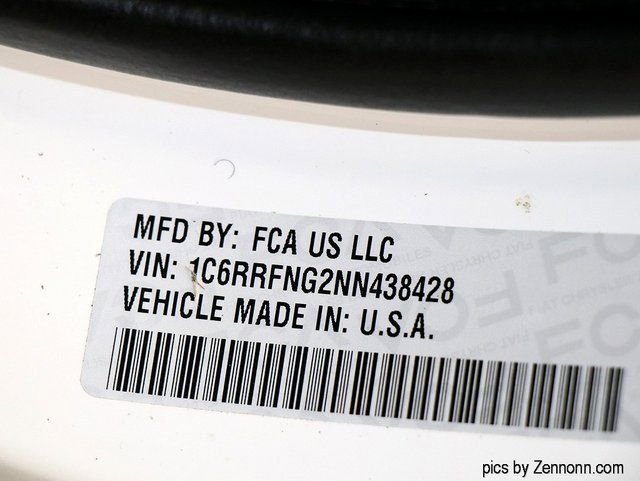 MFD BY: FCA US LLC
VIN: 1C6RRFNG2NN438428
VEHICLE MADE IN: U.S.A.
pics by Zennonn.com